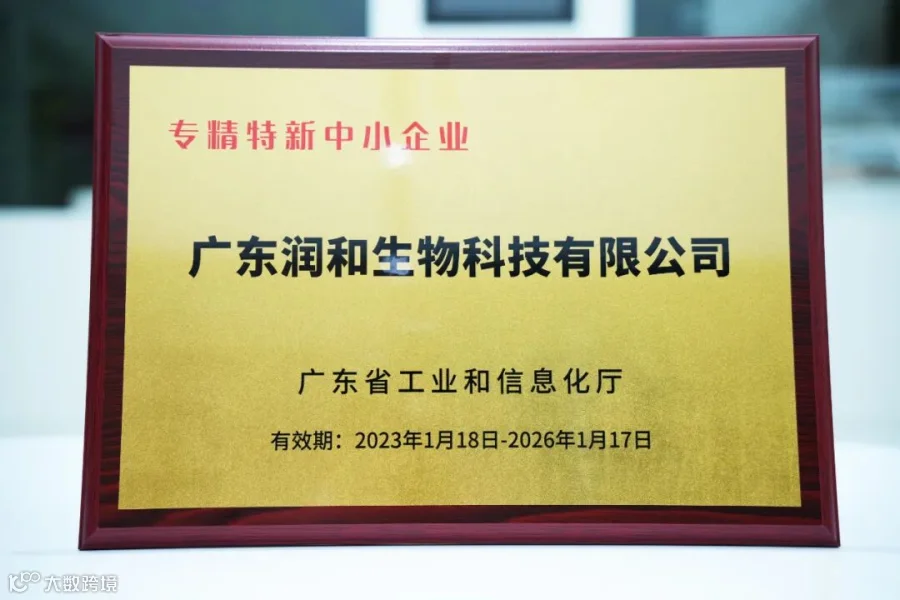 专精特新中小企业
广东润和生物科技有限公司
广东省工业和信息化厅
有效期：2023年1月18日-2026年1月17日
大数跨境